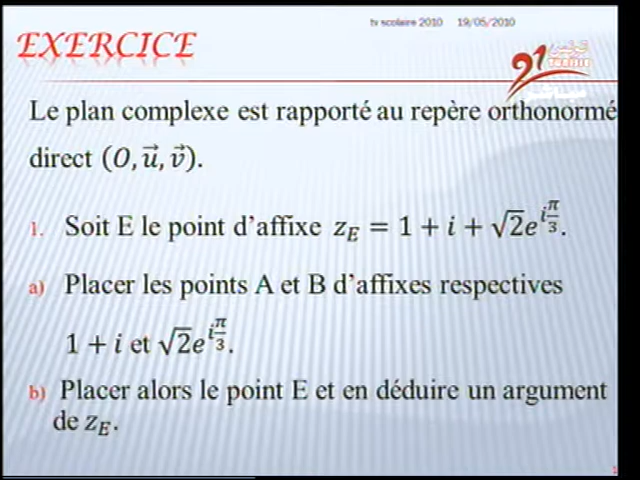 tv scolaire 2010 19/05/2010
EXERCICE
21
Le plan complexe est rapporté au repère orthonormé
direct (O, u⃗, v⃗).
1. Soit E le point d'affixe z_E = 1 + i + √2e^{iπ/3}.
a) Placer les points A et B d'affixes respectives
1 + i et √2e^{iπ/3}.
b) Placer alors le point E et en déduire un argument
de z_E.